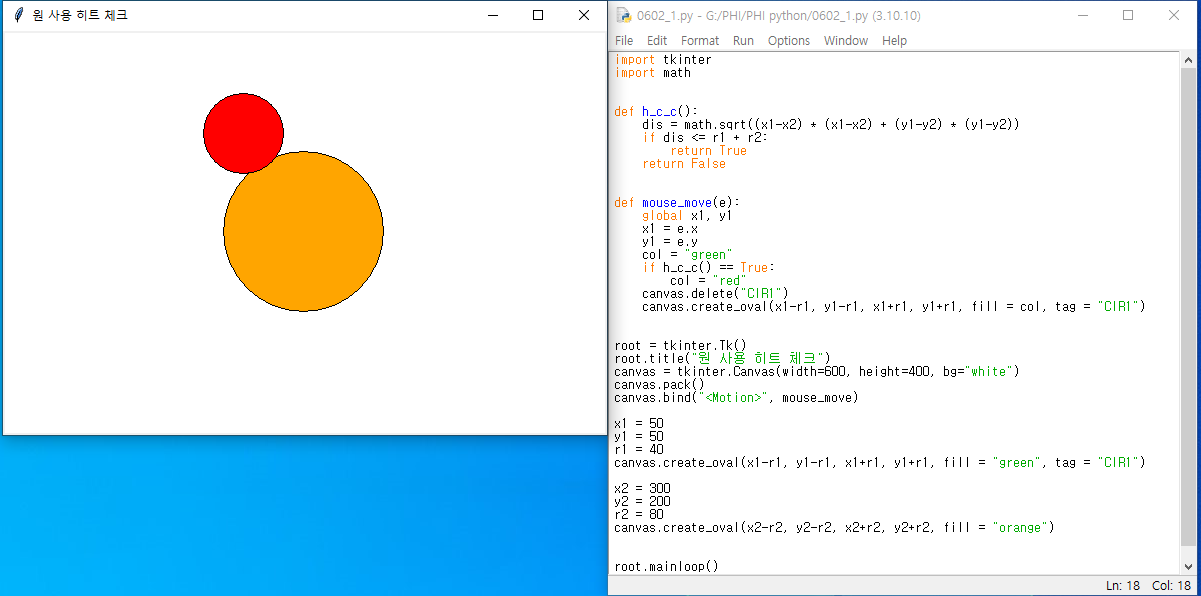 원 사용 히트 체크
0602_1.py - G:/PHI/PHI python/0602_1.py (3.10.10)
File Edit Format Run Options Window Help
import tkinter
import math
def h_c_c():
    dis = math.sqrt((x1-x2) * (x1-x2) + (y1-y2) * (y1-y2))
    if dis <= r1 + r2:
        return True
    return False
def mouse_move(e):
    global x1, y1
    x1 = e.x
    y1 = e.y
    col = "green"
    if h_c_c() == True:
        col = "red"
    canvas.delete("CIR1")
    canvas.create_oval(x1-r1, y1-r1, x1+r1, y1+r1, fill = col, tag = "CIR1")
root = tkinter.Tk()
root.title("원 사용 히트 체크")
canvas = tkinter.Canvas(width=600, height=400, bg="white")
canvas.pack()
canvas.bind("<Motion>", mouse_move)
x1 = 50
y1 = 50
r1 = 40
canvas.create_oval(x1-r1, y1-r1, x1+r1, y1+r1, fill = "green", tag = "CIR1")
x2 = 300
y2 = 200
r2 = 80
canvas.create_oval(x2-r2, y2-r2, x2+r2, y2+r2, fill = "orange")
root.mainloop()
Ln: 18 Col: 18